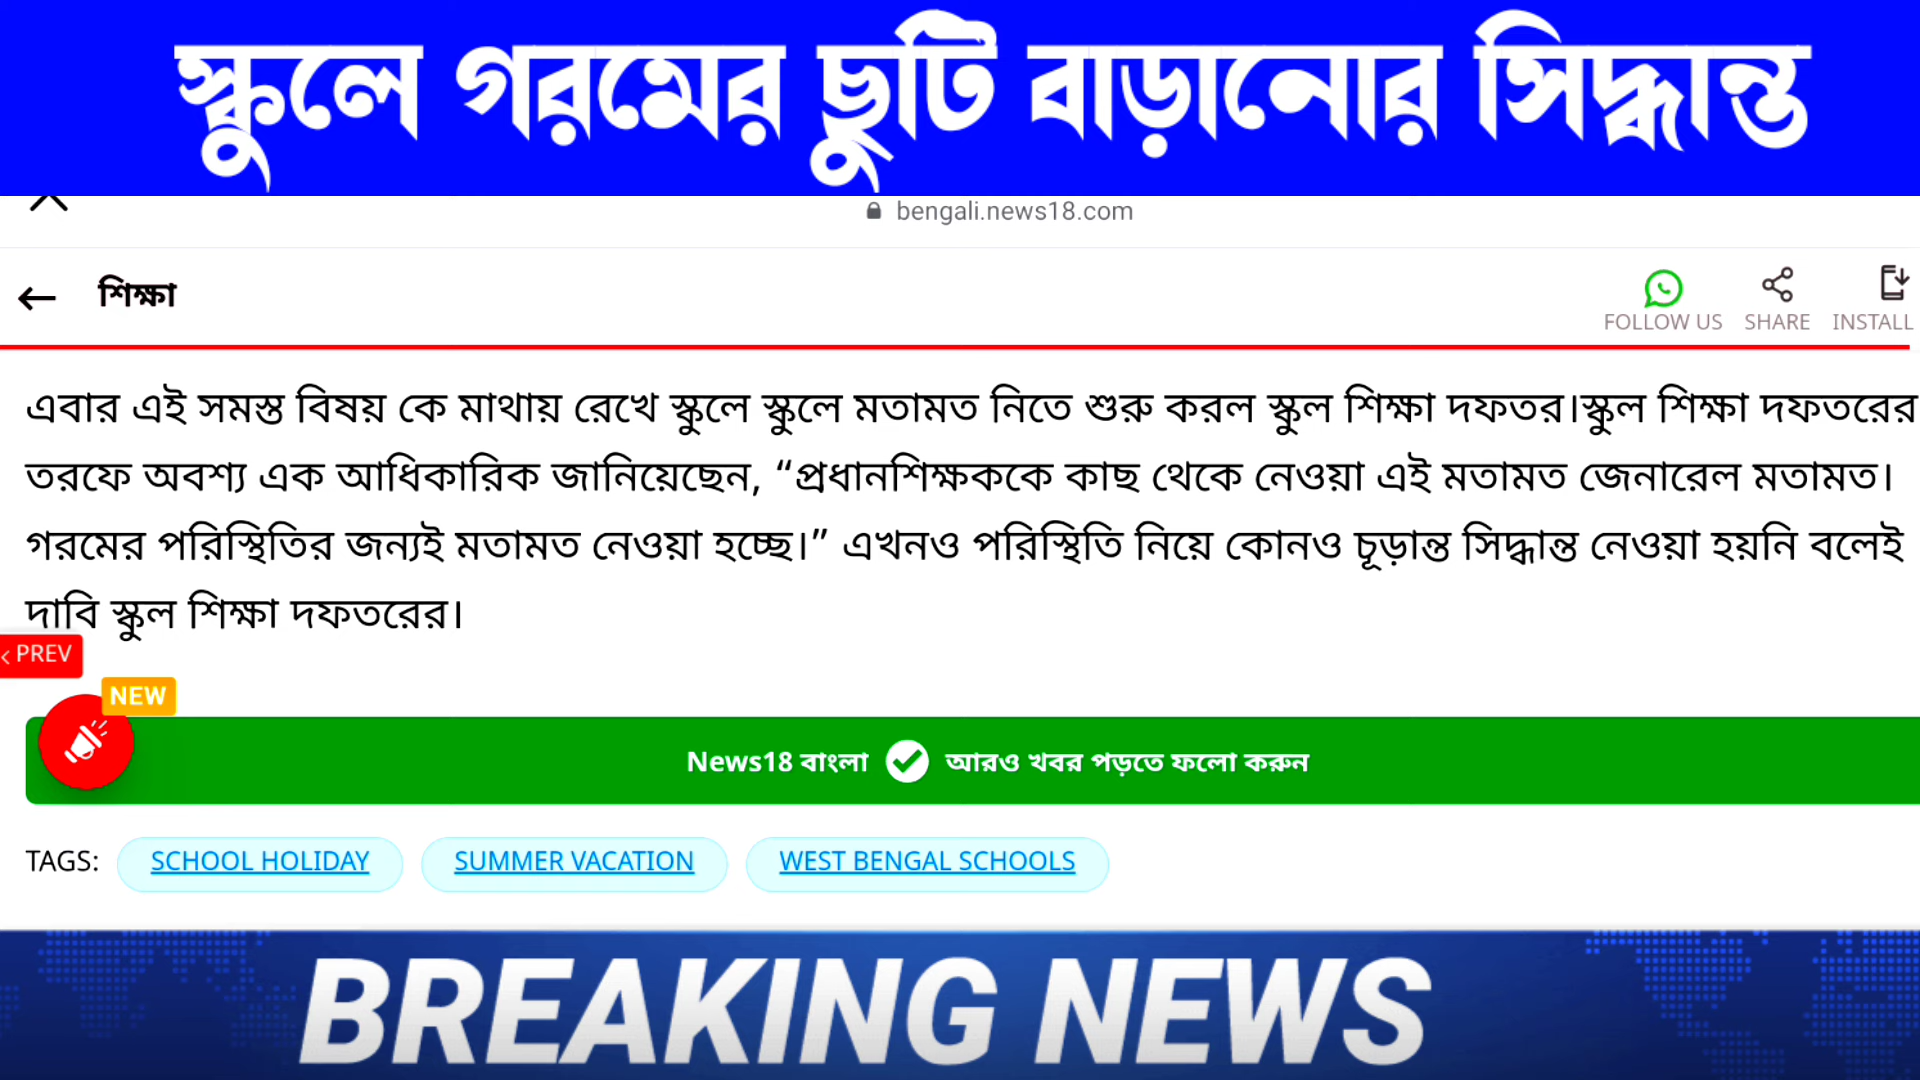 স্কুলে গরমের ছুটি বাড়ানোর সিদ্ধান্ত
bengali.news18.com
শিক্ষা
FOLLOW US SHARE INSTALL
এবার এই সমস্ত বিষয় কে মাথায় রেখে স্কুলে স্কুলে মতামত নিতে শুরু করল স্কুল শিক্ষা দফতর।স্কুল শিক্ষা দফতরের
তরফে অবশ্য এক আধিকারিক জানিয়েছেন, “প্রধানশিক্ষককে কাছ থেকে নেওয়া এই মতামত জেনারেল মতামত।
গরমের পরিস্থিতির জন্যই মতামত নেওয়া হচ্ছে।” এখনও পরিস্থিতি নিয়ে কোনও চূড়ান্ত সিদ্ধান্ত নেওয়া হয়নি বলেই
দাবি স্কুল শিক্ষা দফতরের।
‹ PREV
NEW
News18 বাংলা আরও খবর পড়তে ফলো করুন
TAGS: SCHOOL HOLIDAY SUMMER VACATION WEST BENGAL SCHOOLS
BREAKING NEWS